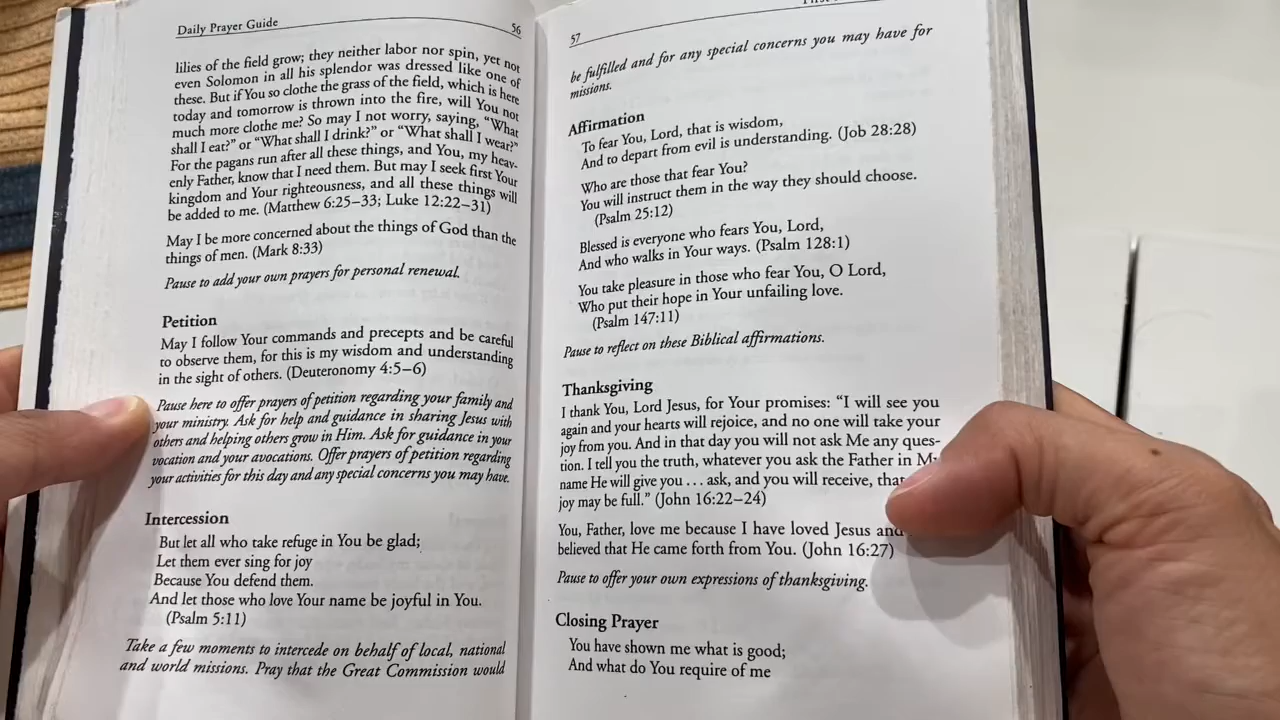 Daily Prayer Guide 56
lilies of the field grow; they neither labor nor spin, yet not
even Solomon in all his splendor was dressed like one of
these. But if You so clothe the grass of the field, which is here
today and tomorrow is thrown into the fire, will You not
much more clothe me? So may I not worry, saying, “What
shall I eat?” or “What shall I drink?” or “What shall I wear?”
For the pagans run after all these things, and You, my heav-
enly Father, know that I need them. But may I seek first Your
kingdom and Your righteousness, and all these things will
be added to me. (Matthew 6:25–33; Luke 12:22–31)
May I be more concerned about the things of God than the
things of men. (Mark 8:33)
Pause to add your own prayers for personal renewal.
Petition
May I follow Your commands and precepts and be careful
to observe them, for this is my wisdom and understanding
in the sight of others. (Deuteronomy 4:5–6)
Pause here to offer prayers of petition regarding your family and
your ministry. Ask for help and guidance in sharing Jesus with
others and helping others grow in Him. Ask for guidance in your
vocation and your avocations. Offer prayers of petition regarding
your activities for this day and any special concerns you may have.
Intercession
But let all who take refuge in You be glad;
Let them ever sing for joy
Because You defend them.
And let those who love Your name be joyful in You.
(Psalm 5:11)
Take a few moments to intercede on behalf of local, national
and world missions. Pray that the Great Commission would
57
be fulfilled and for any special concerns you may have for
missions.
Affirmation
To fear You, Lord, that is wisdom,
And to depart from evil is understanding. (Job 28:28)
Who are those that fear You?
You will instruct them in the way they should choose.
(Psalm 25:12)
Blessed is everyone who fears You, Lord,
And who walks in Your ways. (Psalm 128:1)
You take pleasure in those who fear You, O Lord,
Who put their hope in Your unfailing love.
(Psalm 147:11)
Pause to reflect on these Biblical affirmations.
Thanksgiving
I thank You, Lord Jesus, for Your promises: “I will see you
again and your hearts will rejoice, and no one will take your
joy from you. And in that day you will not ask Me any ques-
tion. I tell you the truth, whatever you ask the Father in
name He will give you . . . ask, and you will receive,
joy may be full.” (John 16:22–24)
You, Father, love me because I have loved Jesus and
believed that He came forth from You. (John 16:27)
Pause to offer your own expressions of thanksgiving.
Closing Prayer
You have shown me what is good;
And what do You require of me